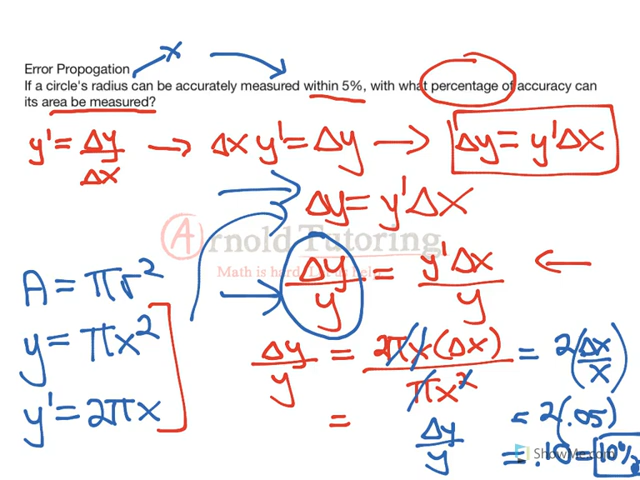 x
Error Propogation
If a circle's radius can be accurately measured within 5%, with what percentage of accuracy can
its area be measured?
y' = Δy/Δx → Δx y' = Δy → Δy = y'Δx
Δy = y'Δx
Arnold Tutoring
Math is hard.
Δy/y = y'Δx/y ←
A = πr²
y = πx²
y' = 2πx
Δy/y = 2πx(Δx)/πx² = 2(Δx/x)
= = 2(.05)
Δy/y = .10 = 10%
ShowMe.com